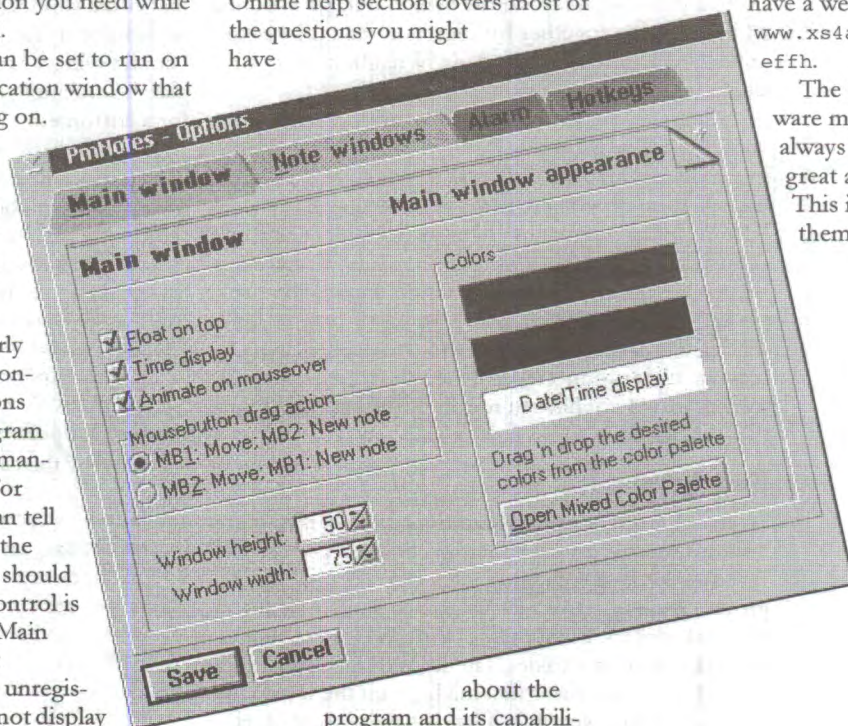 ion you need while
an be set to run on
cation window that
g on.
rly
on-
ons
gram
man-
for
an tell
the
should
ontrol is
Main
unregis-
not display
Online help section covers most of
the questions you might
have
PmNotes - Options
Main window
Note windows
Alarm
Hotkeys
Main window
Main window appearance
Float on top
Time display
Animate on mouseover
Mousebutton drag action
MB1: Move; MB2: New note
MB2: Move; MB1: New note
Window height: 50
Window width: 75
Colors
Date/Time display
Drag 'n drop the desired
colors from the color palette
Open Mixed Color Palette
Save
Cancel
about the
program and its capabili-
have a we
www.xs4a
effh.
The
ware m
always
great a
This i
them